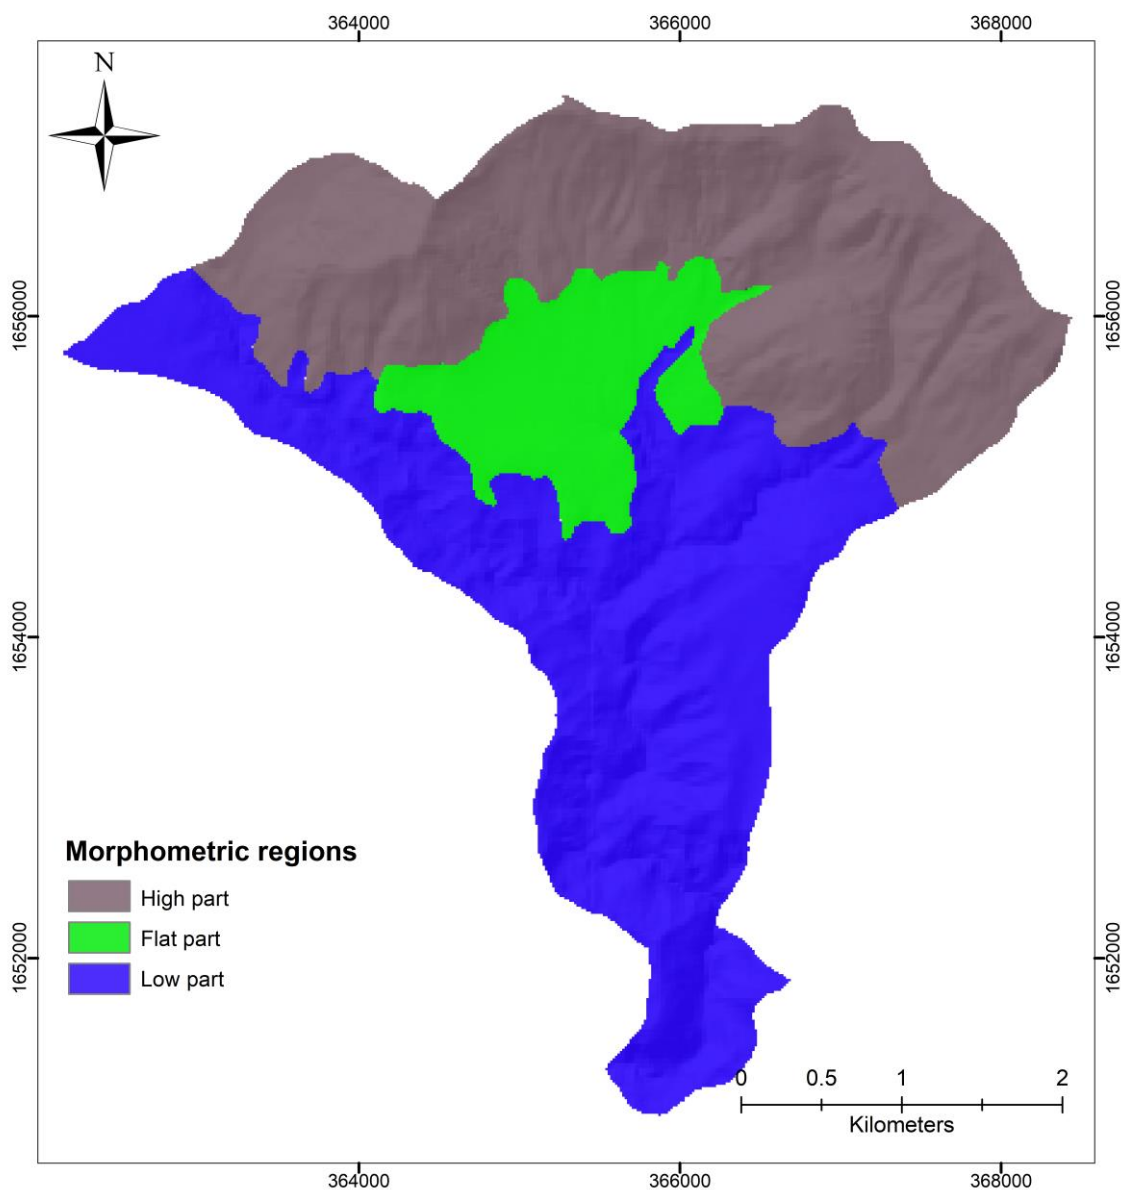 364000 366000 368000
N
1656000 1656000
1654000 1654000
Morphometric regions
High part
Flat part
Low part
1652000 1652000
0 0.5 1 2
Kilometers
364000 366000 368000